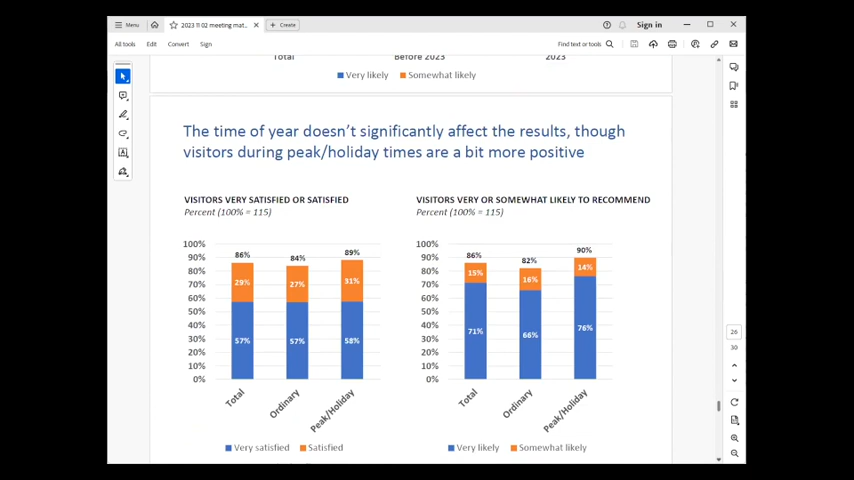 Menu
2023 11 02 meeting mat...
Create
Sign in
All tools
Edit
Convert
Sign
Find text or tools
Total
Before 2023
2023
Very likely
Somewhat likely
The time of year doesn't significantly affect the results, though
visitors during peak/holiday times are a bit more positive
VISITORS VERY SATISFIED OR SATISFIED
Percent (100% = 115)
100%
90%
80%
70%
60%
50%
40%
30%
20%
10%
0%
86%
84%
89%
29%
27%
31%
57%
57%
58%
Total
Ordinary
Peak/Holiday
Very satisfied
Satisfied
VISITORS VERY OR SOMEWHAT LIKELY TO RECOMMEND
Percent (100% = 115)
100%
90%
80%
70%
60%
50%
40%
30%
20%
10%
0%
86%
82%
90%
15%
16%
14%
71%
66%
76%
Total
Ordinary
Peak/Holiday
Very likely
Somewhat likely
26
30